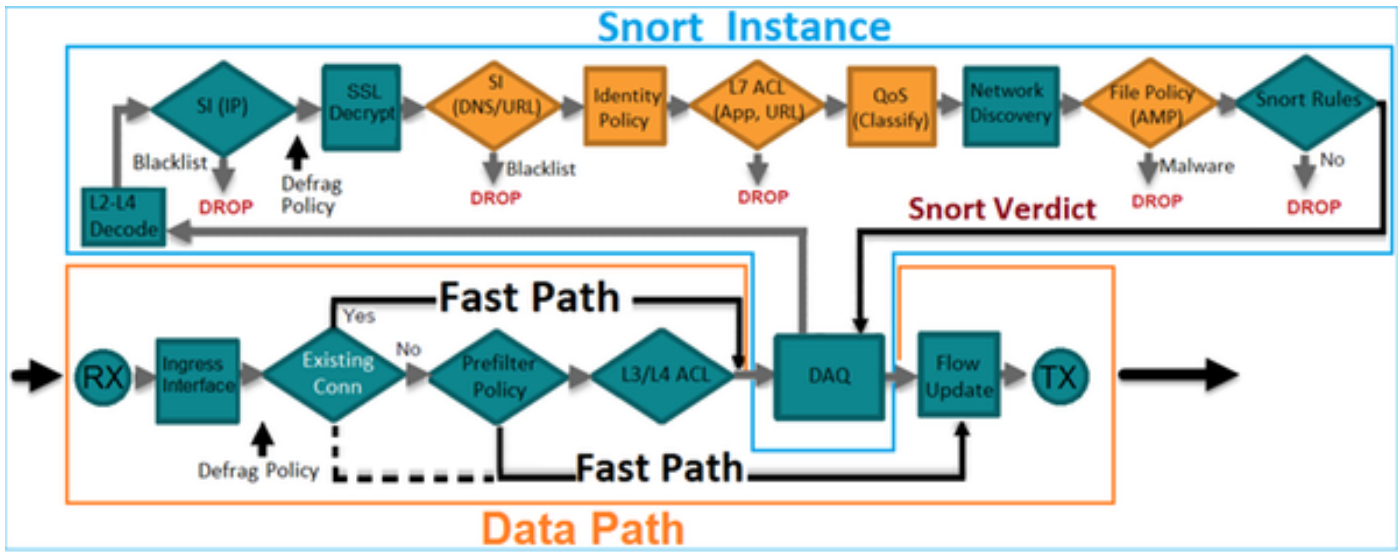 Snort Instance
SI (IP)
SSL
Decrypt
SI
(DNS/URL)
Identity
Policy
L7 ACL
(App, URL)
QoS
(Classify)
Network
Discovery
File Policy
(AMP)
Snort Rules
Blacklist
DROP
Defrag
Policy
Blacklist
DROP
DROP
Malware
DROP
No
DROP
L2-L4
Decode
Snort Verdict
Fast Path
Yes
RX
Ingress
Interface
Existing
Conn
No
Prefilter
Policy
L3/L4 ACL
DAQ
Flow
Update
TX
Defrag Policy
Fast Path
Data Path